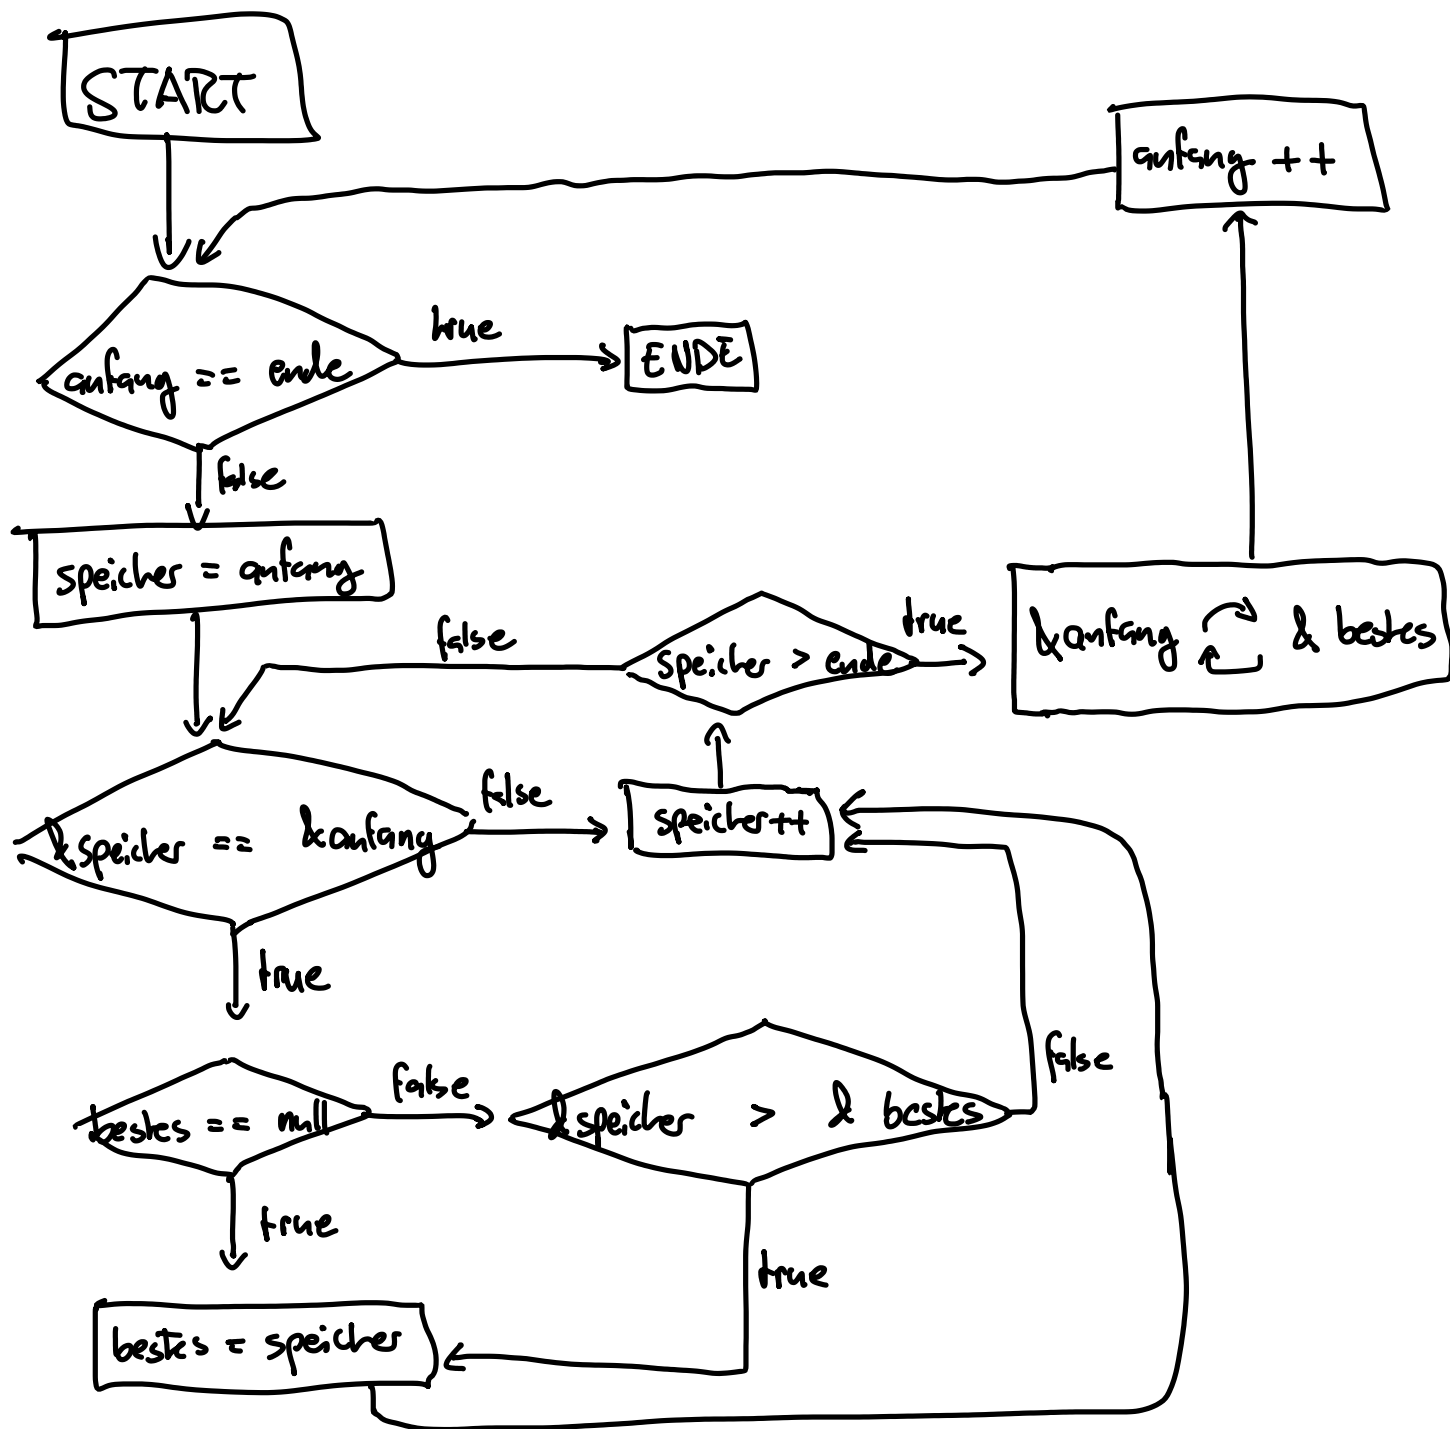 START
anfang ++
true
anfang == ende
ENDE
false
speicher = anfang
false
speicher > ende
true
&anfang & bestes
&speicher == &anfang
false
speicher++
true
bestes == null
false
&speicher > & bestes
false
true
true
bestes = speicher